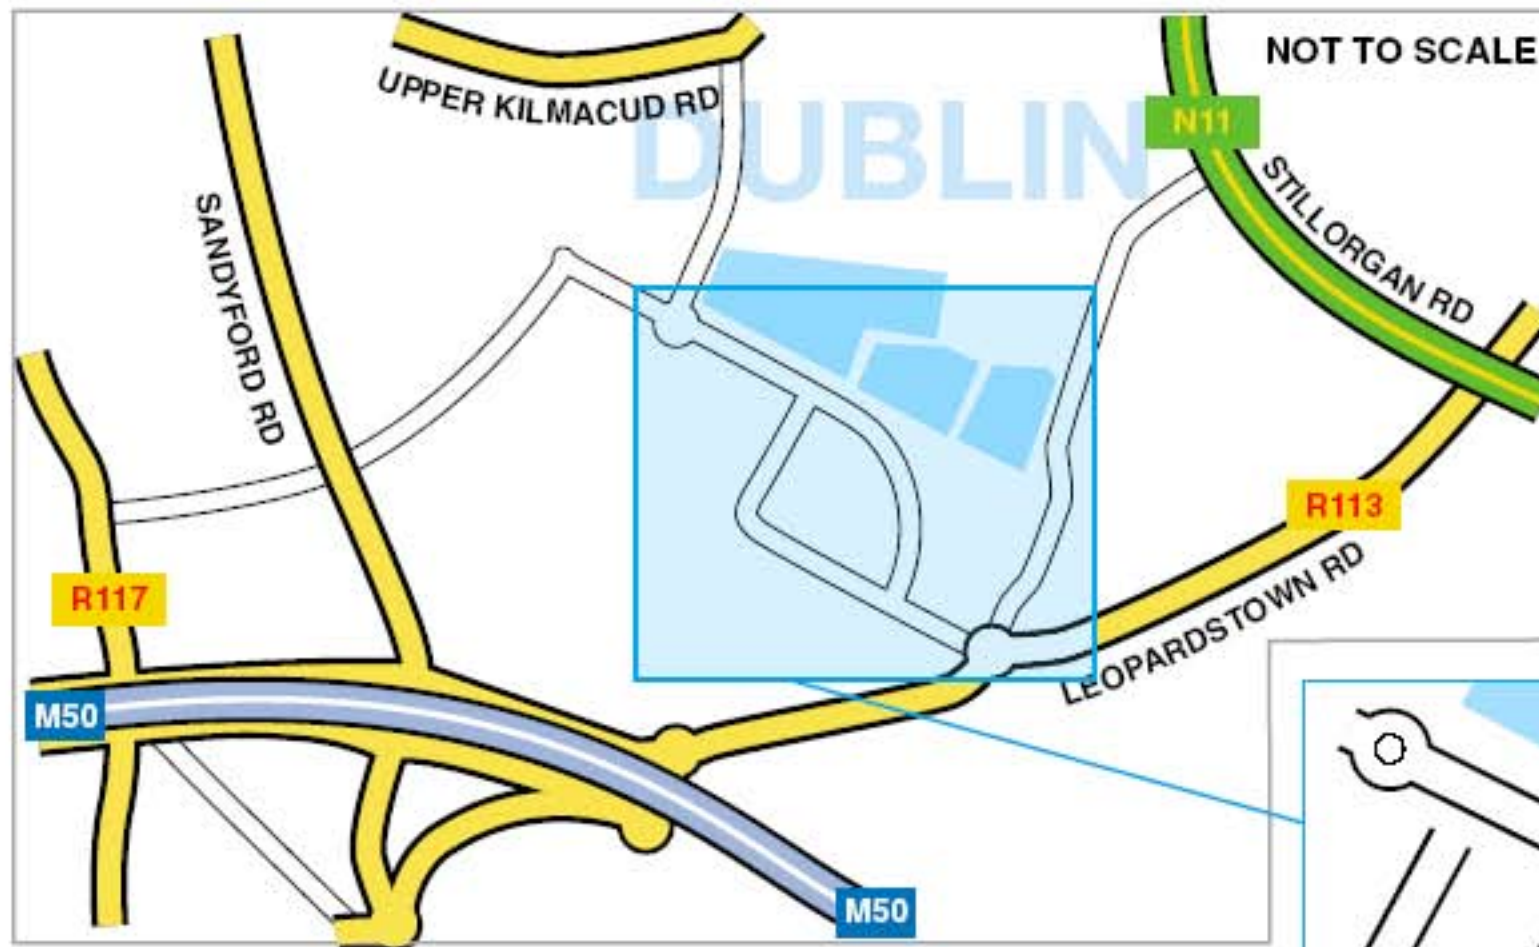 NOT TO SCALE
UPPER KILMACUD RD
DUBLIN
N11
STILLORGAN RD
SANDYFORD RD
R113
LEOPARDSTOWN RD
R117
M50
M50